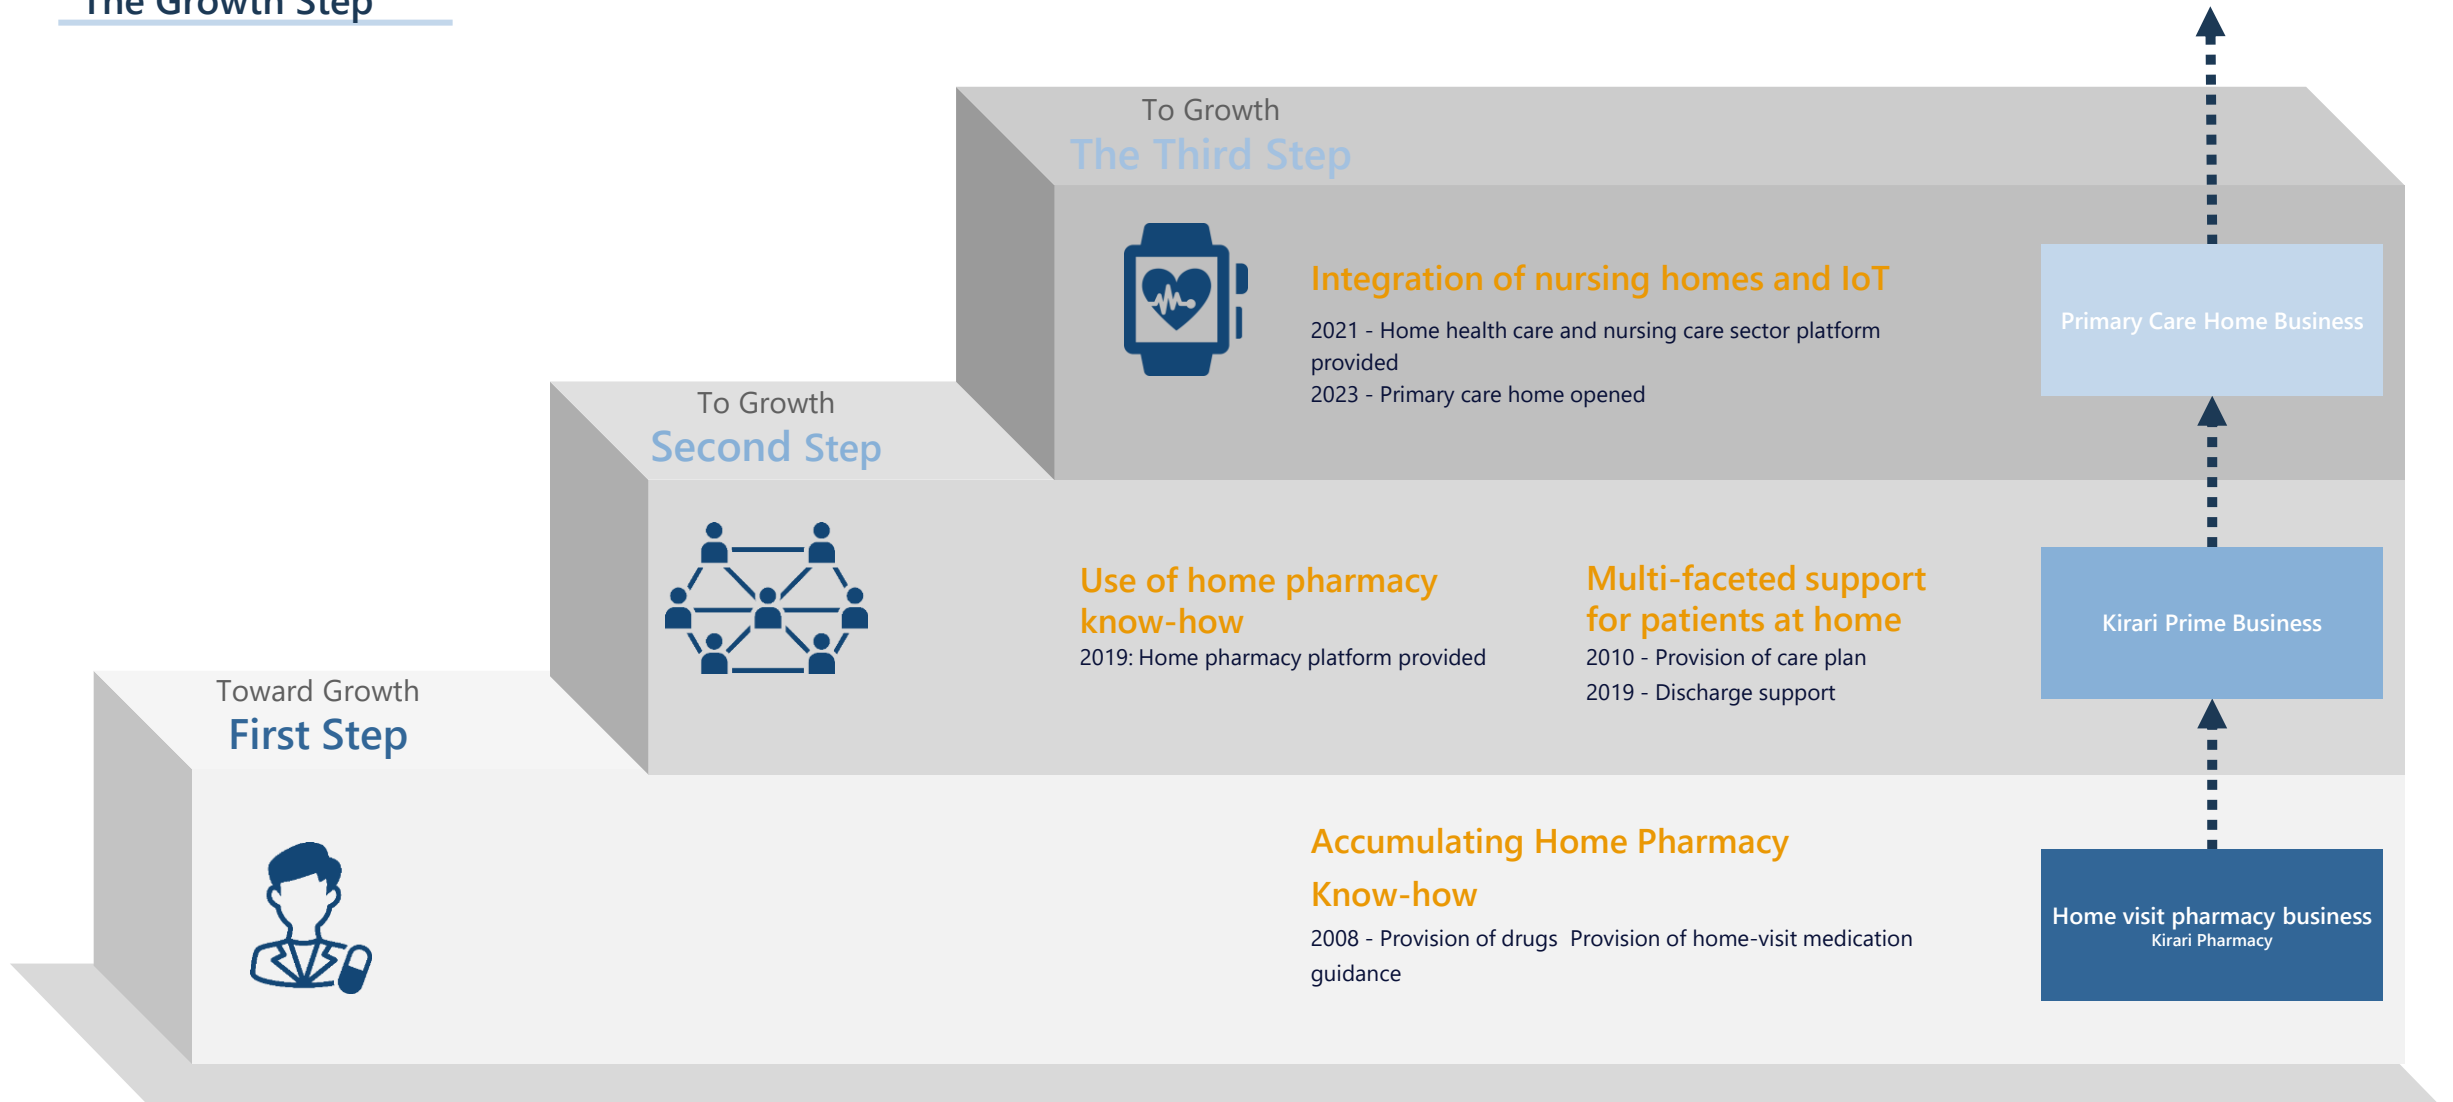 The Growth Step
To Growth
The Third Step
Integration of nursing homes and IoT
2021 - Home health care and nursing care sector platform
provided
2023 - Primary care home opened
Primary Care Home Business
To Growth
Second Step
Use of home pharmacy
know-how
2019: Home pharmacy platform provided
Multi-faceted support
for patients at home
2010 - Provision of care plan
2019 - Discharge support
Kirari Prime Business
Toward Growth
First Step
Accumulating Home Pharmacy
Know-how
2008 - Provision of drugs  Provision of home-visit medication
guidance
Home visit pharmacy business
Kirari Pharmacy